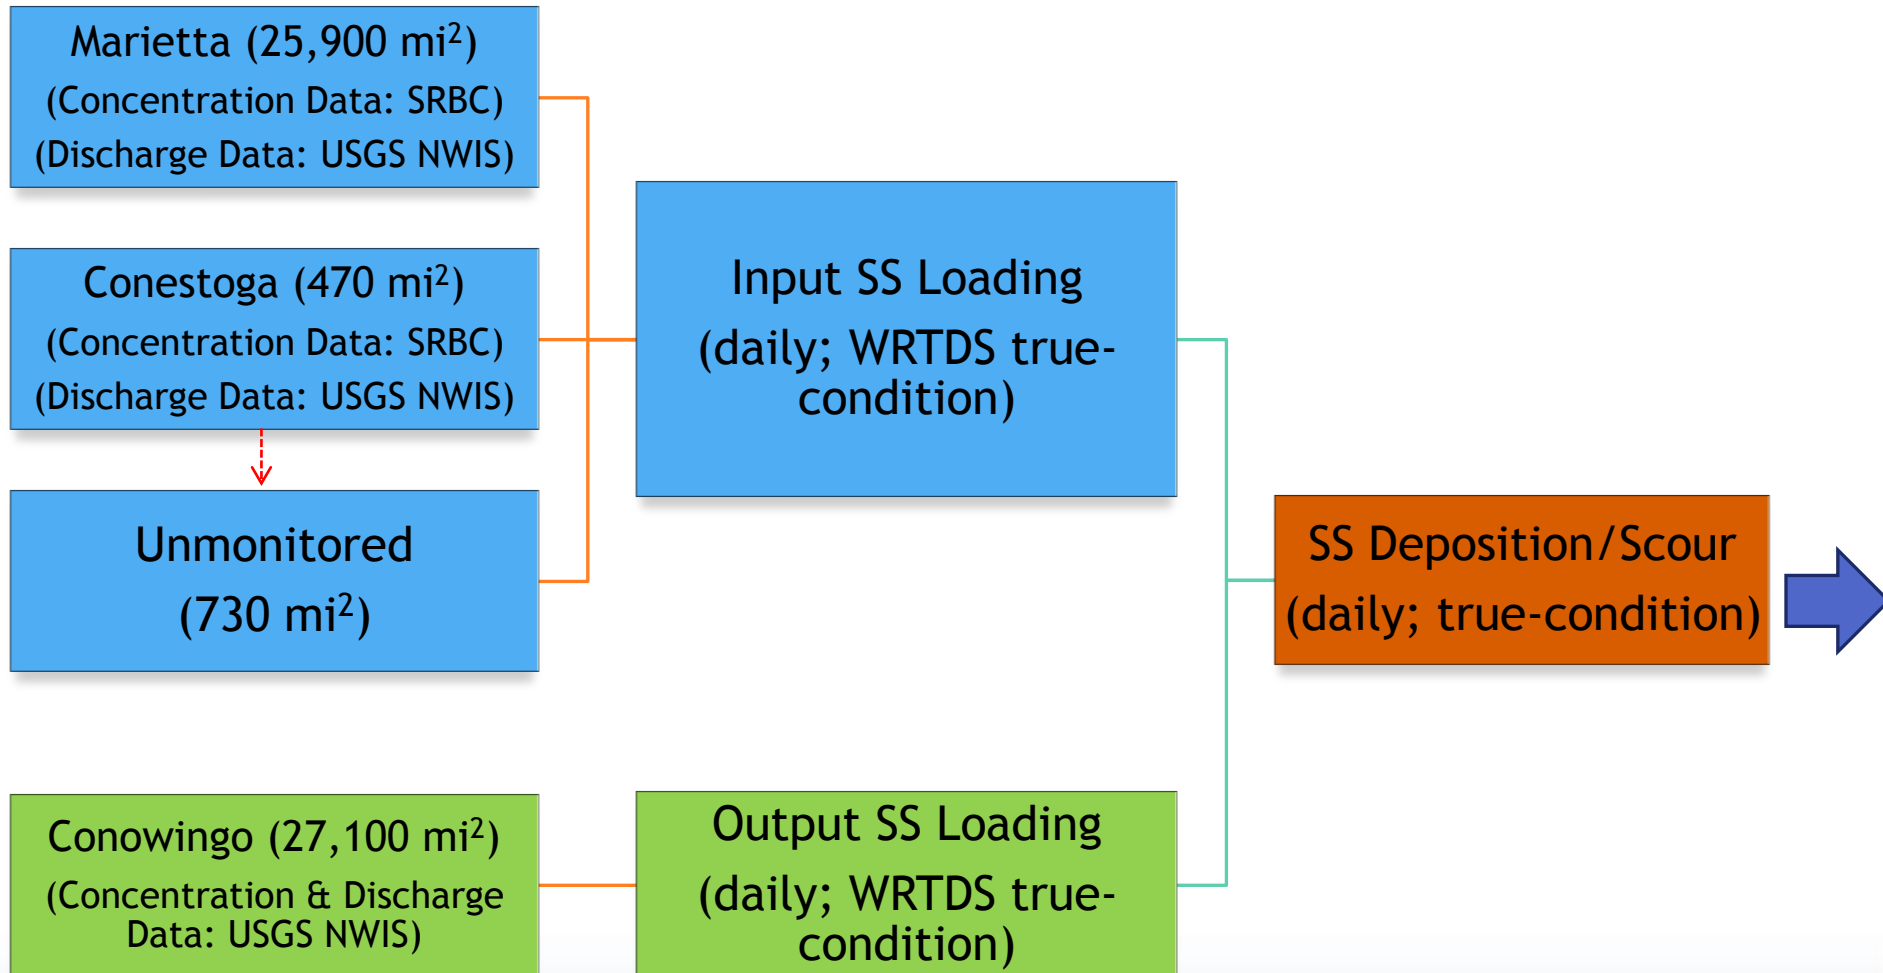 Marietta (25,900 mi²)
(Concentration Data: SRBC)
(Discharge Data: USGS NWIS)
Conestoga (470 mi²)
(Concentration Data: SRBC)
(Discharge Data: USGS NWIS)
Unmonitored
(730 mi²)
Conowingo (27,100 mi²)
(Concentration & Discharge
Data: USGS NWIS)
Input SS Loading
(daily; WRTDS true-
condition)
Output SS Loading
(daily; WRTDS true-
condition)
SS Deposition/Scour
(daily; true-condition)